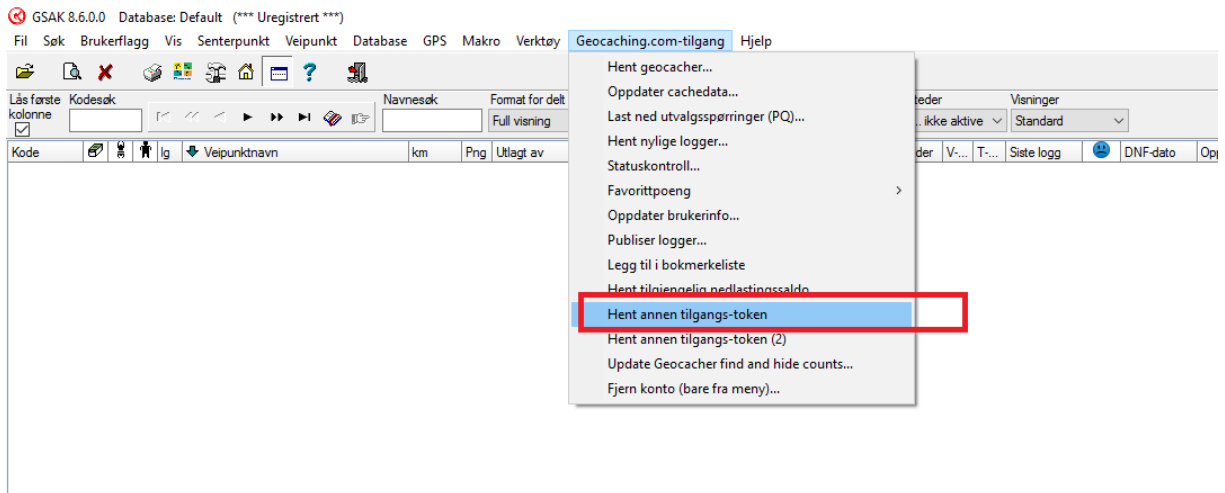 GSAK 8.6.0.0 Database: Default (*** Uregistrert ***)
Fil Søk Brukerflagg Vis Senterpunkt Veipunkt Database GPS Makro Verktøy Geocaching.com-tilgang Hjelp
Lås første kolonne
Kodesøk
Navnesøk
Format for delt
Full visning
teder
. ikke aktive
Visninger
Standard
Kode lg Veipunktnavn km Png Utlagt av der V-... T-... Siste logg DNF-dato Opp
Hent geocacher...
Oppdater cachedata...
Last ned utvalgsspørringer (PQ)...
Hent nylige logger...
Statuskontroll...
Favorittpoeng
Oppdater brukerinfo...
Publiser logger...
Legg til i bokmerkeliste
Hent tilgjengelig nedlastingssaldo
Hent annen tilgangs-token
Hent annen tilgangs-token (2)
Update Geocacher find and hide counts...
Fjern konto (bare fra meny)...